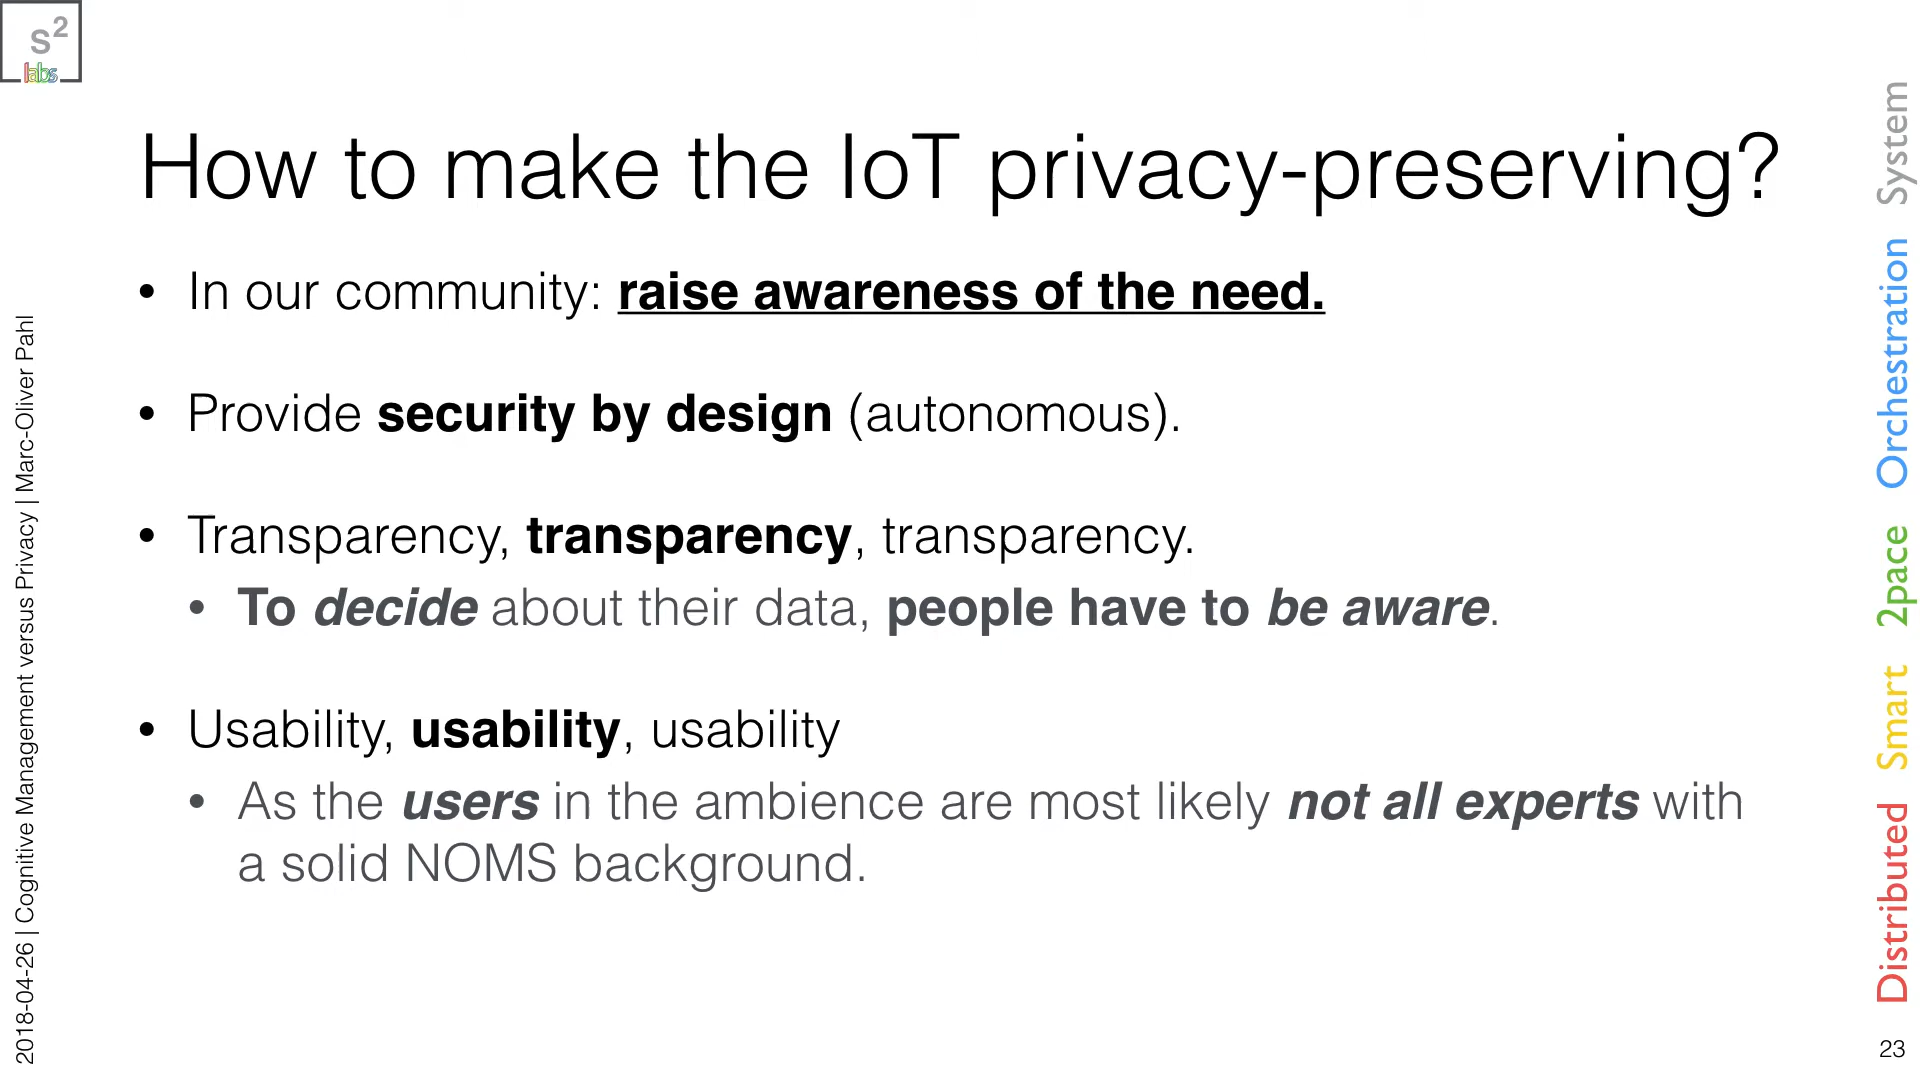 s2
labs
How to make the IoT privacy-preserving?
• In our community: raise awareness of the need.
• Provide security by design (autonomous).
• Transparency, transparency, transparency.
• To decide about their data, people have to be aware.
• Usability, usability, usability
• As the users in the ambience are most likely not all experts with
a solid NOMS background.
2018-04-26 | Cognitive Management versus Privacy | Marc-Oliver Pahl
Distributed Smart 2pace Orchestration System
23